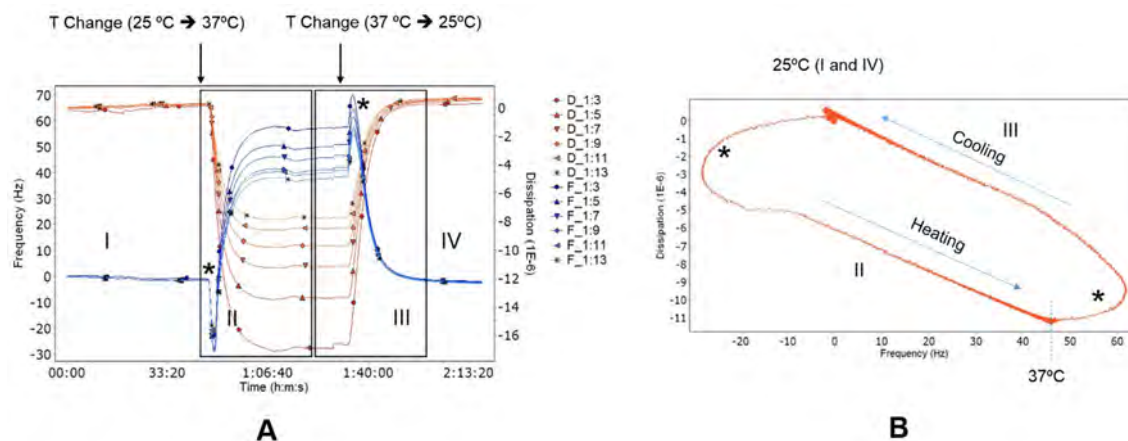 T Change (25 ºC ➔ 37ºC)
T Change (37 ºC ➔ 25ºC)
Frequency (Hz)
70
60
50
40
30
20
10
0
-10
-20
-30
0
-2
-4
-6
-8
-10
-12
-14
-16
Dissipation (1E-6)
I
*
II
*
III
IV
00:00
33:20
1:06:40
1:40:00
2:13:20
Time (h:m:s)
D_1:3
D_1:5
D_1:7
D_1:9
D_1:11
D_1:13
F_1:3
F_1:5
F_1:7
F_1:9
F_1:11
F_1:13
A
25ºC (I and IV)
Dissipation (1E-6)
0
-1
-2
-3
-4
-5
-6
-7
-8
-9
-10
-11
*
III
Cooling
Heating
II
*
-20
-10
0
10
20
30
40
50
60
Frequency (Hz)
37ºC
B